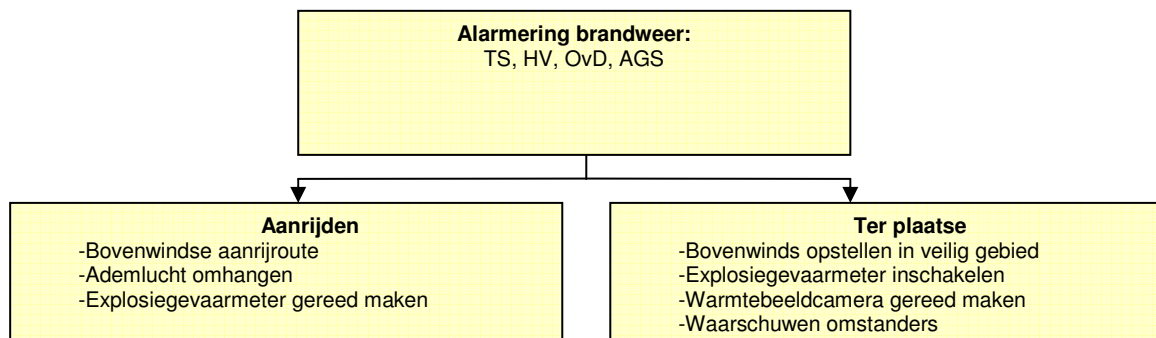 Alarmering brandweer:
TS, HV, OvD, AGS
Aanrijden
-Bovenwindse aanrijroute
-Ademlucht omhangen
-Explosiegevaarmeter gereed maken
Ter plaatse
-Bovenwinds opstellen in veilig gebied
-Explosiegevaarmeter inschakelen
-Warmtebeeldcamera gereed maken
-Waarschuwen omstanders